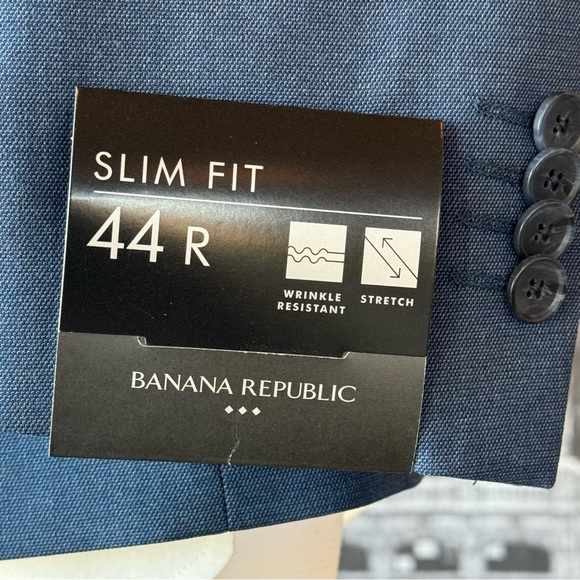 SLIM FIT
44 R
WRINKLE
RESISTANT
STRETCH
BANANA REPUBLIC